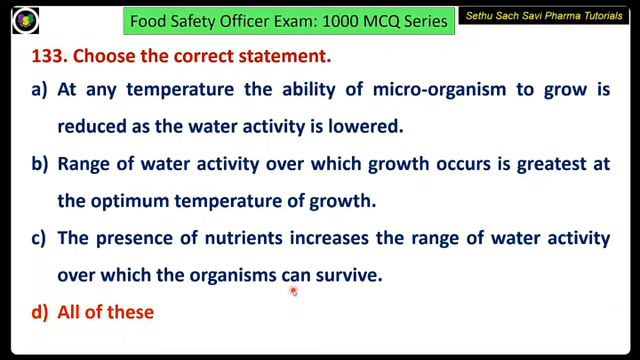 Food Safety Officer Exam: 1000 MCQ Series
Sethu Sach Savi Pharma Tutorials
133. Choose the correct statement.
a) At any temperature the ability of micro-organism to grow is
reduced as the water activity is lowered.
b) Range of water activity over which growth occurs is greatest at
the optimum temperature of growth.
c) The presence of nutrients increases the range of water activity
over which the organisms can survive.
d) All of these